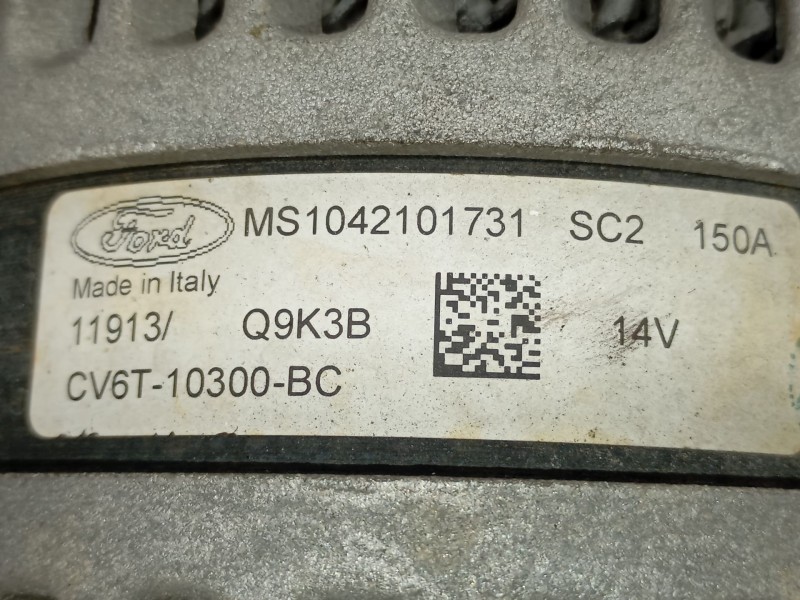 Ford MS1042101731 SC2 150A
Made in Italy
11913/ Q9K3B 14V
CV6T-10300-BC